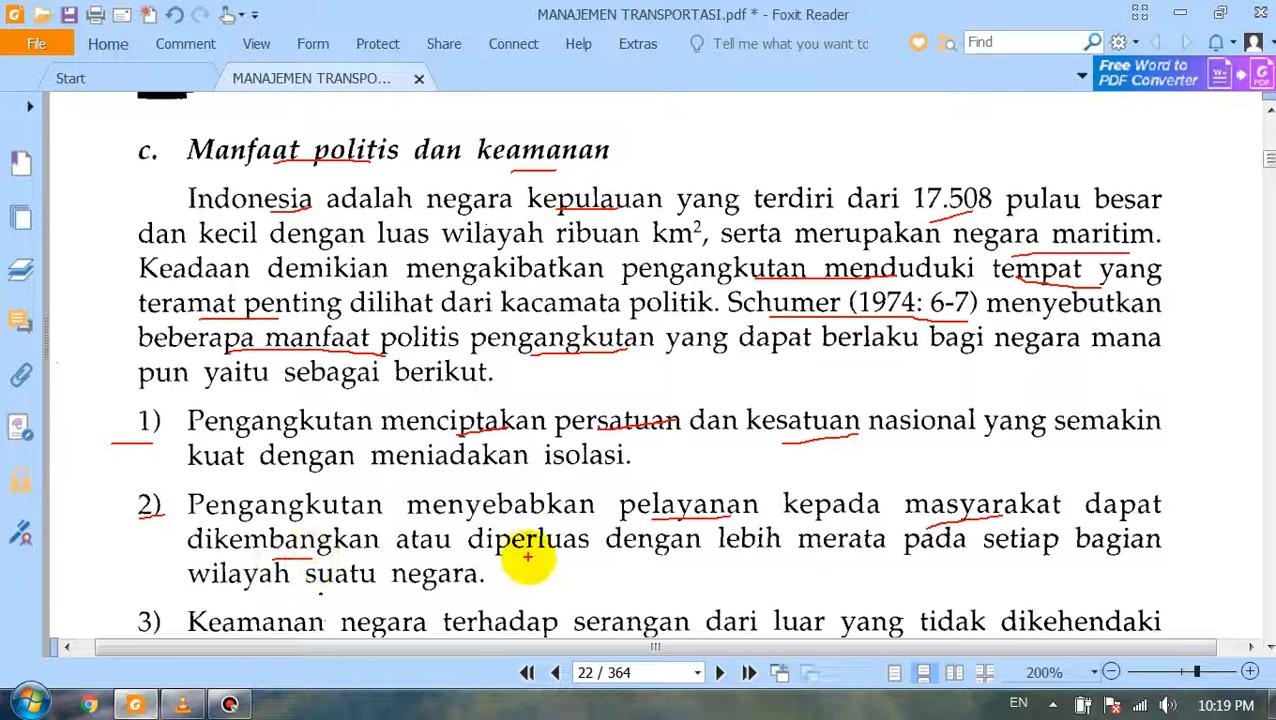 MANAJEMEN TRANSPORTASI.pdf * - Foxit Reader
File Home Comment View Form Protect Share Connect Help Extras Tell me what you want to Find
Start MANAJEMEN TRANSPO... Free Word to
PDF Converter
c. Manfaat politis dan keamanan
Indonesia adalah negara kepulauan yang terdiri dari 17.508 pulau besar
dan kecil dengan luas wilayah ribuan km², serta merupakan negara maritim.
Keadaan demikian mengakibatkan pengangkutan menduduki tempat yang
teramat penting dilihat dari kacamata politik. Schumer (1974: 6-7) menyebutkan
beberapa manfaat politis pengangkutan yang dapat berlaku bagi negara mana
pun yaitu sebagai berikut.
1) Pengangkutan menciptakan persatuan dan kesatuan nasional yang semakin
kuat dengan meniadakan isolasi.
2) Pengangkutan menyebabkan pelayanan kepada masyarakat dapat
dikembangkan atau diperluas dengan lebih merata pada setiap bagian
wilayah suatu negara.
3) Keamanan negara terhadap serangan dari luar yang tidak dikehendaki
22 / 364 200%
EN 10:19 PM